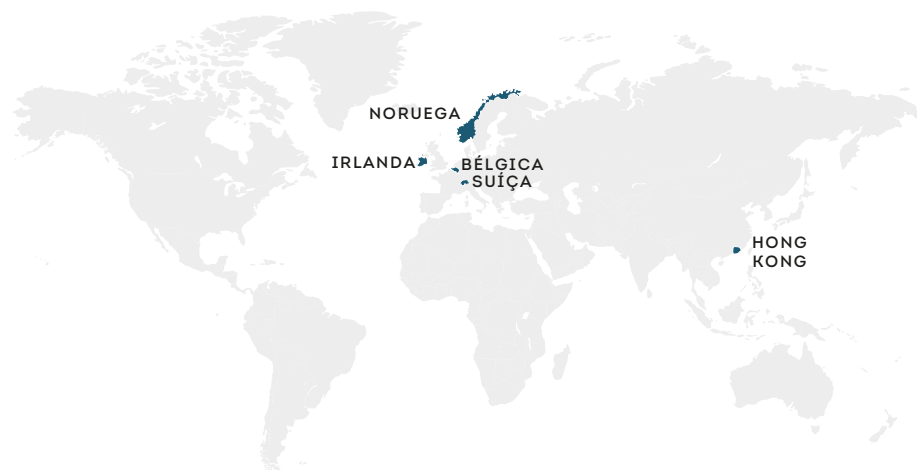 NORUEGA
IRLANDA
BÉLGICA
SUÍÇA
HONG
KONG